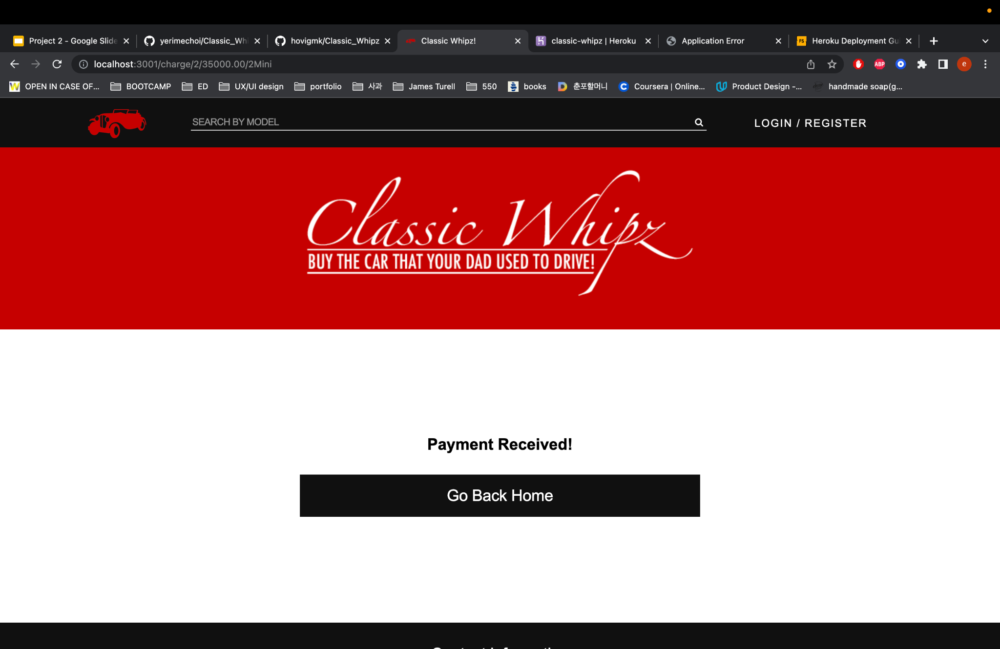 Project 2 - Google Slide
yerimechoi/Classic_Whi
hovigmk/Classic_Whipz
Classic Whipz!
classic-whipz | Heroku
Application Error
FS
Heroku Deployment Gu
localhost:3001/charge/2/35000.00/2Mini
ABP
e
OPEN IN CASE OF...
BOOTCAMP
ED
UX/UI design
portfolio
사과
James Turell
550
books
춘포할머니
Coursera | Online...
Product Design -...
handmade soap(g...
SEARCH BY MODEL
LOGIN / REGISTER
Classic Whipz
BUY THE CAR THAT YOUR DAD USED TO DRIVE!
Payment Received!
Go Back Home